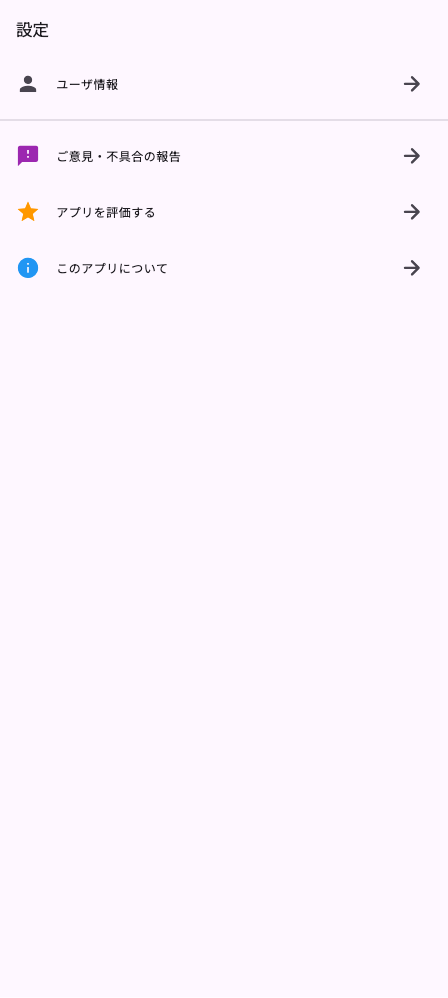 設定
ユーザ情報
ご意見・不具合の報告
アプリを評価する
このアプリについて